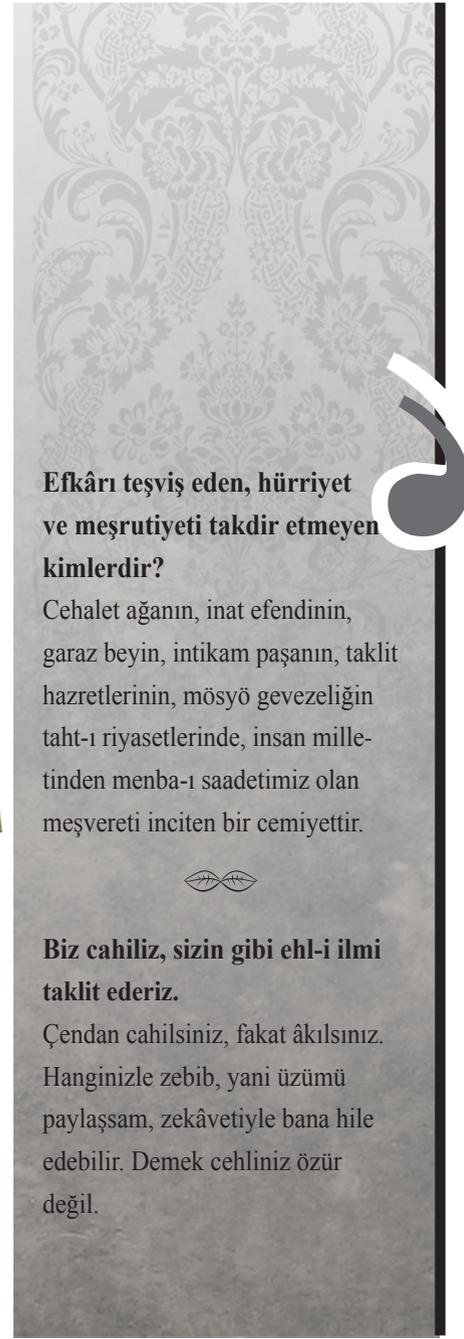 Efkârı teşviş eden, hürriyet
ve meşrutiyeti takdir etmeyen
kimlerdir?
Cehalet ağanın, inat efendinin,
garaz beyin, intikam paşanın, taklit
hazretlerinin, mösyö gevezeliğin
taht-ı riyasetlerinde, insan mille-
tinden menba-ı saadetimiz olan
meşvereti inciten bir cemiyettir.
Biz cahiliz, sizin gibi ehl-i ilmi
taklit ederiz.
Çendan cahilsiniz, fakat âkılsınız.
Hanginizle zebib, yani üzümü
paylaşsam, zekâvetiyle bana hile
edebilir. Demek cehliniz özür
değil.